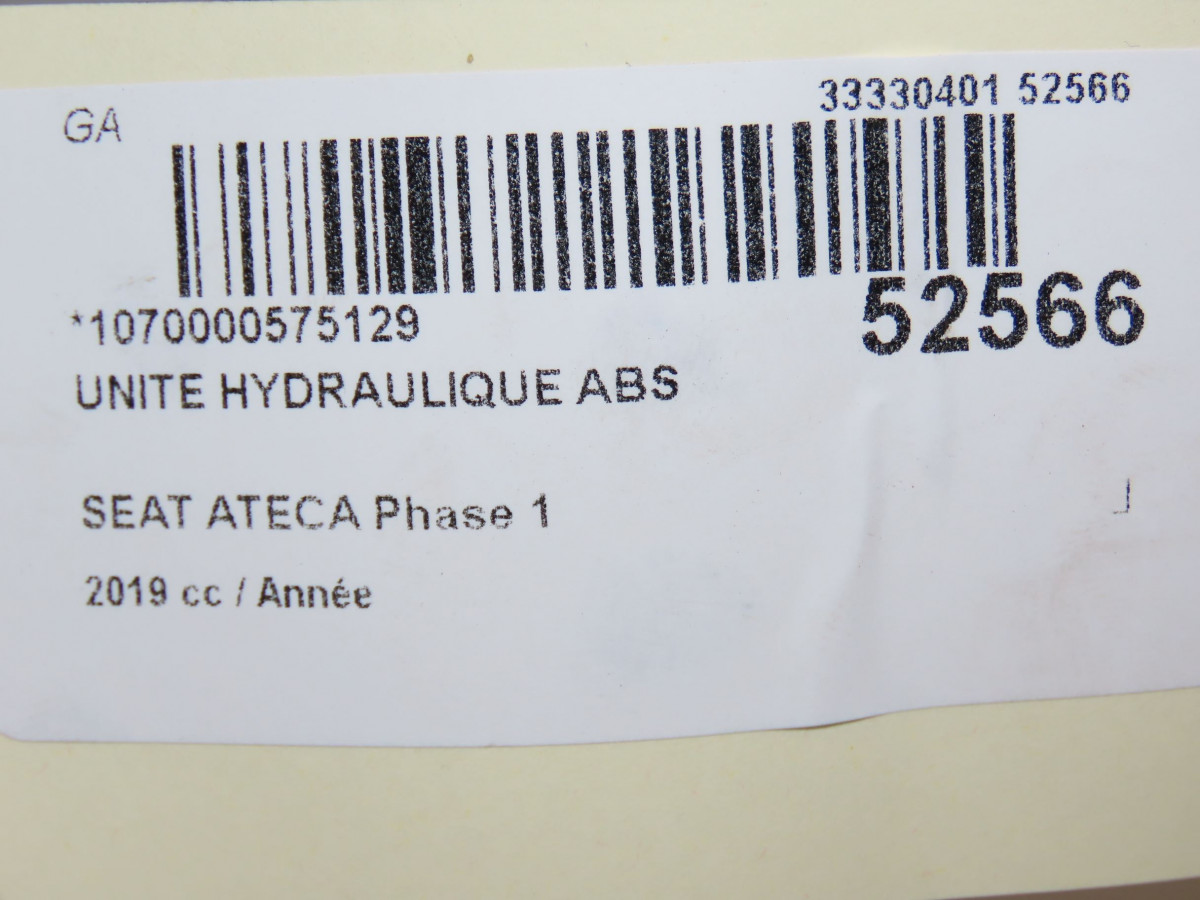 33330401 52566
GA
*1070000575129
52566
UNITE HYDRAULIQUE ABS
SEAT ATECA Phase 1
2019 cc / Année